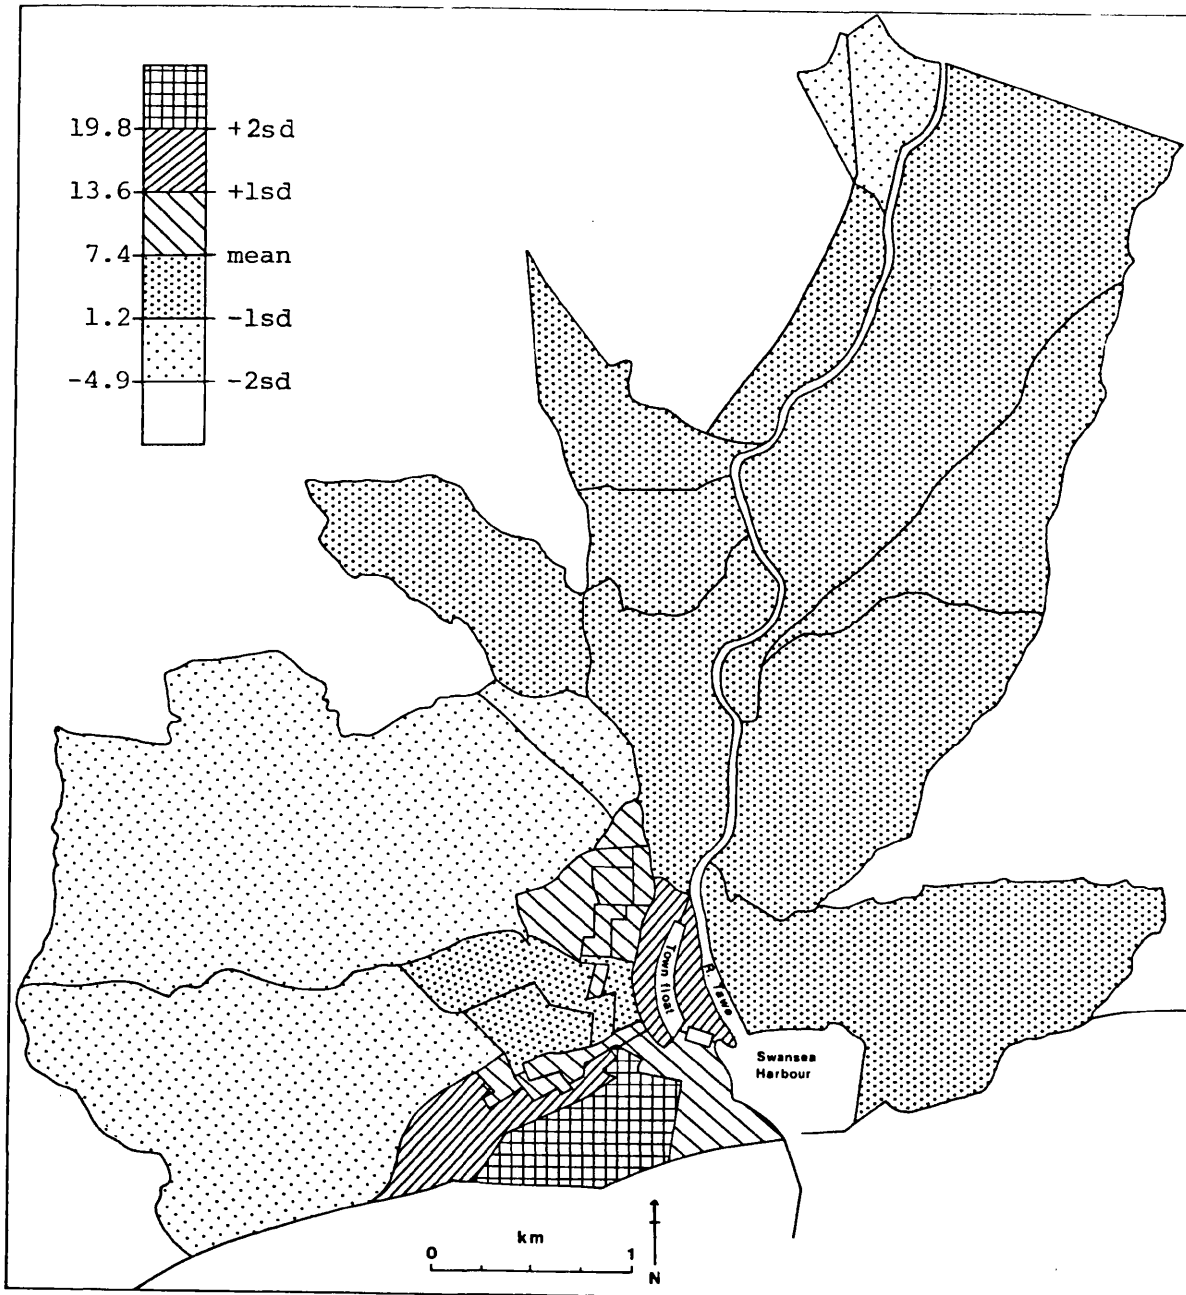 19.8 +2sd
13.6 +1sd
7.4 mean
1.2 -1sd
-4.9 -2sd
Town float
R. Tawe
Swansea
Harbour
km
0 1
N